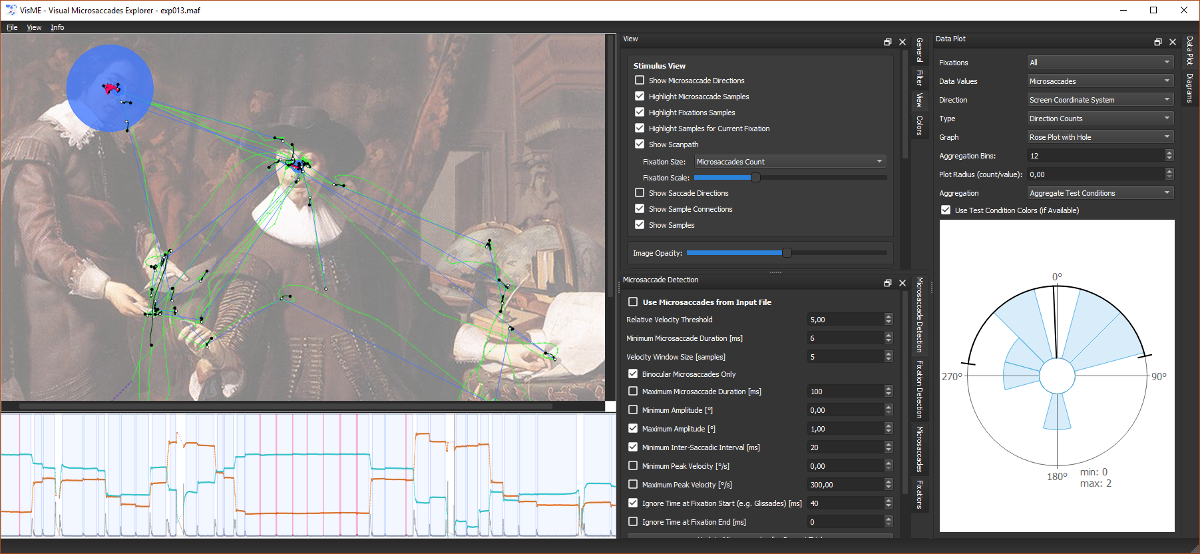 VisME - Visual Microsaccades Explorer - exp013.maf
File View Info
View
Stimulus View
Show Microsaccade Directions
Highlight Microsaccade Samples
Highlight Fixations Samples
Highlight Samples for Current Fixation
Show Scanpath
Fixation Size: Microsaccades Count
Fixation Scale:
Show Saccade Directions
Show Sample Connections
Show Samples
Image Opacity:
General
Filter
View
Colors
Microsaccade Detection
Use Microsaccades from Input File
Relative Velocity Threshold 5,00
Minimum Microsaccade Duration [ms] 6
Velocity Window Size [samples] 5
Binocular Microsaccades Only
Maximum Microsaccade Duration [ms] 100
Minimum Amplitude [°] 0,00
Maximum Amplitude [°] 1,00
Minimum Inter-Saccadic Interval [ms] 20
Minimum Peak Velocity [°/s] 0,00
Maximum Peak Velocity [°/s] 300,00
Ignore Time at Fixation Start (e.g. Glissades) [ms] 40
Ignore Time at Fixation End [ms] 0
Microsaccade Detection
Fixation Detection
Microsaccades
Fixations
Data Plot
Fixations All
Data Values Microsaccades
Direction Screen Coordinate System
Type Direction Counts
Graph Rose Plot with Hole
Aggregation Bins: 12
Plot Radius (count/value): 0,00
Aggregation Aggregate Test Conditions
Use Test Condition Colors (if Available)
0°
270°
90°
180°
min: 0
max: 2
Data Plot
Diagrams